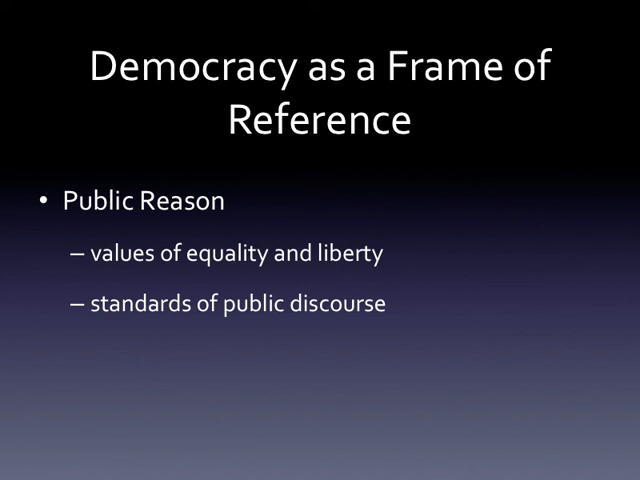 Democracy as a Frame of
Reference
• Public Reason
– values of equality and liberty
– standards of public discourse